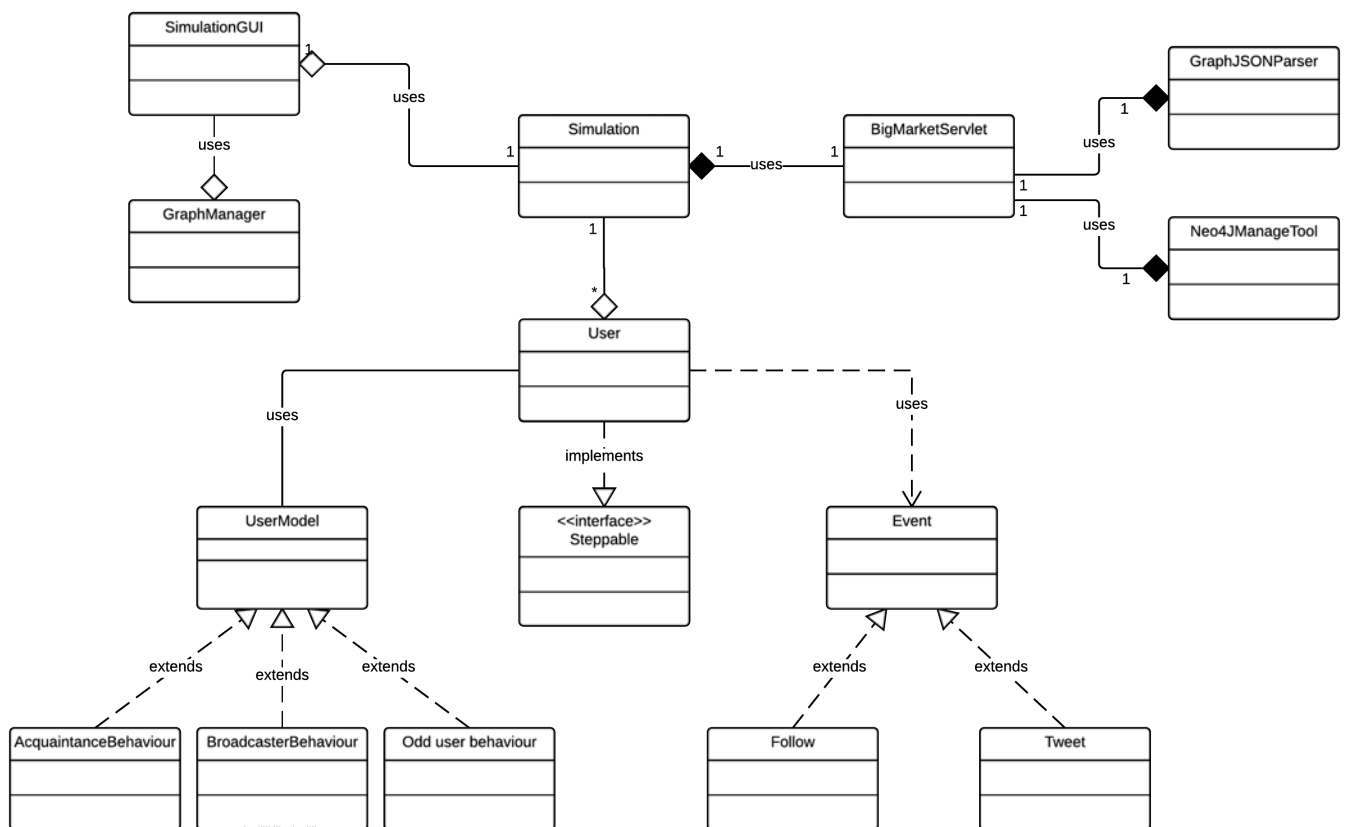 SimulationGUI
1
uses
uses
GraphManager
1
Simulation
1
uses
1
BigMarketServlet
1
1
uses
1
GraphJSONParser
uses
1
Neo4JManageTool
1
*
User
uses
implements
uses
UserModel
<<interface>>
Steppable
Event
extends
extends
extends
extends
extends
AcquaintanceBehaviour
BroadcasterBehaviour
Odd user behaviour
Follow
Tweet